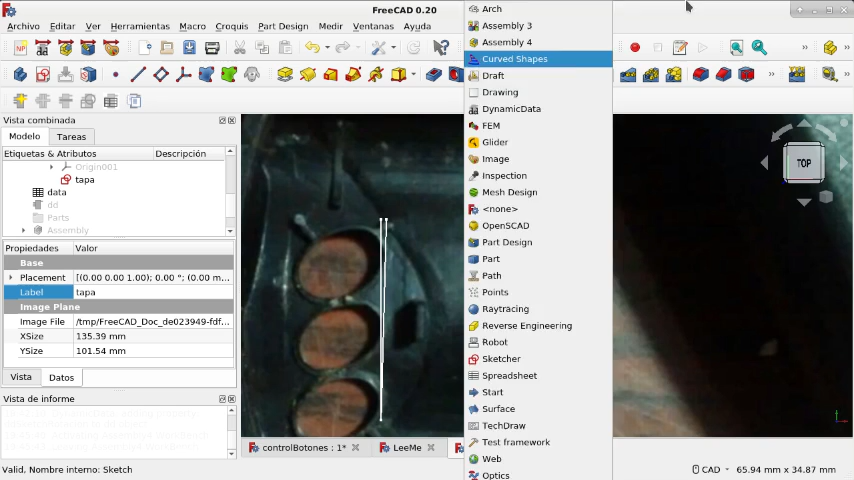 FreeCAD 0.20
Archivo Editar Ver Herramientas Macro Croquis Part Design Medir Ventanas Ayuda
Vista combinada
Modelo Tareas
Etiquetas & Atributos Descripción
Origin001
tapa
data
dd
Parts
Assembly
Propiedades Valor
Base
Placement [(0.00 0.00 1.00); 0.00 °; (0.00 m...
Label tapa
Image Plane
Image File /tmp/FreeCAD_Doc_de023949-fdf...
XSize 135.39 mm
YSize 101.54 mm
Vista Datos
Vista de informe
Arch
Assembly 3
Assembly 4
Curved Shapes
Draft
Drawing
DynamicData
FEM
Glider
Image
Inspection
Mesh Design
<none>
OpenSCAD
Part Design
Part
Path
Points
Raytracing
Reverse Engineering
Robot
Sketcher
Spreadsheet
Start
Surface
TechDraw
Test framework
Web
Optics
TOP
controlBotones : 1* LeeMe
Valid, Nombre interno: Sketch
CAD 65.94 mm x 34.87 mm